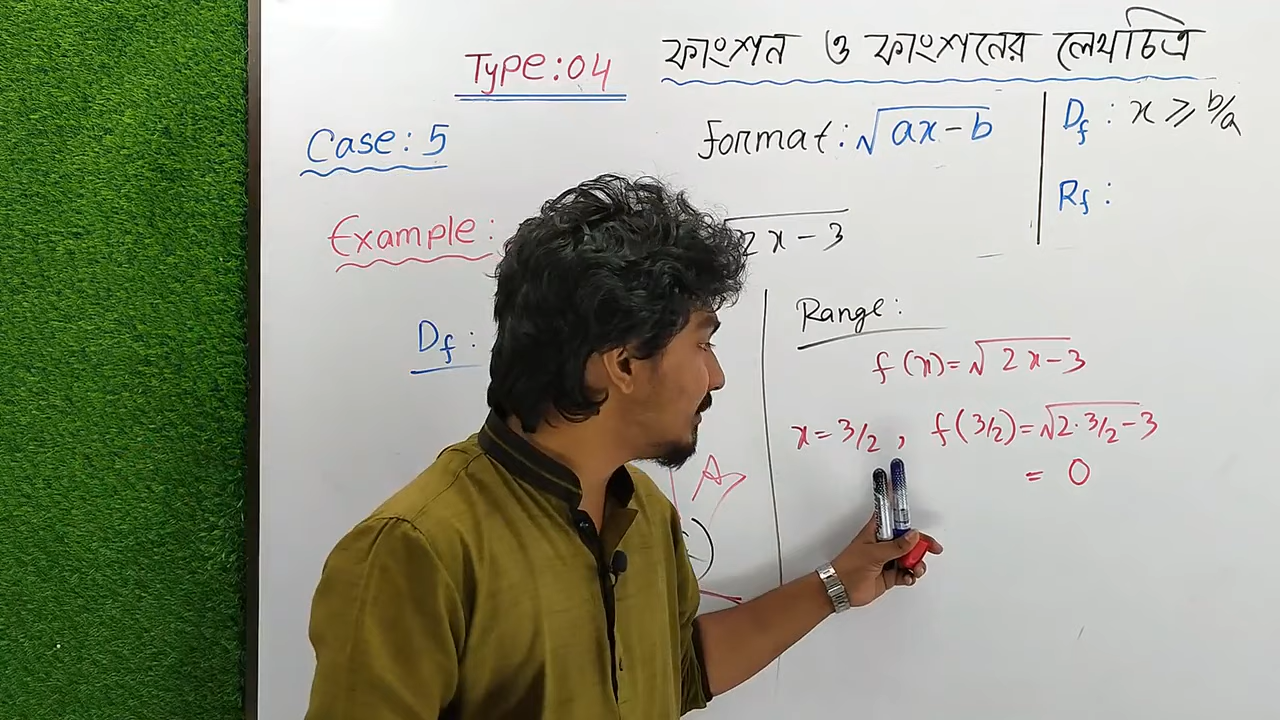 Type:04
ফাংশন ও ফাংশনের লেখচিত্র
Case: 5
format: √(ax-b)
Df : x ≥ b/a
Rf :
Example:
2x-3
Df :
Range:
f(x)=√(2x-3)
x=3/2, f(3/2)=√(2·3/2-3)
= 0